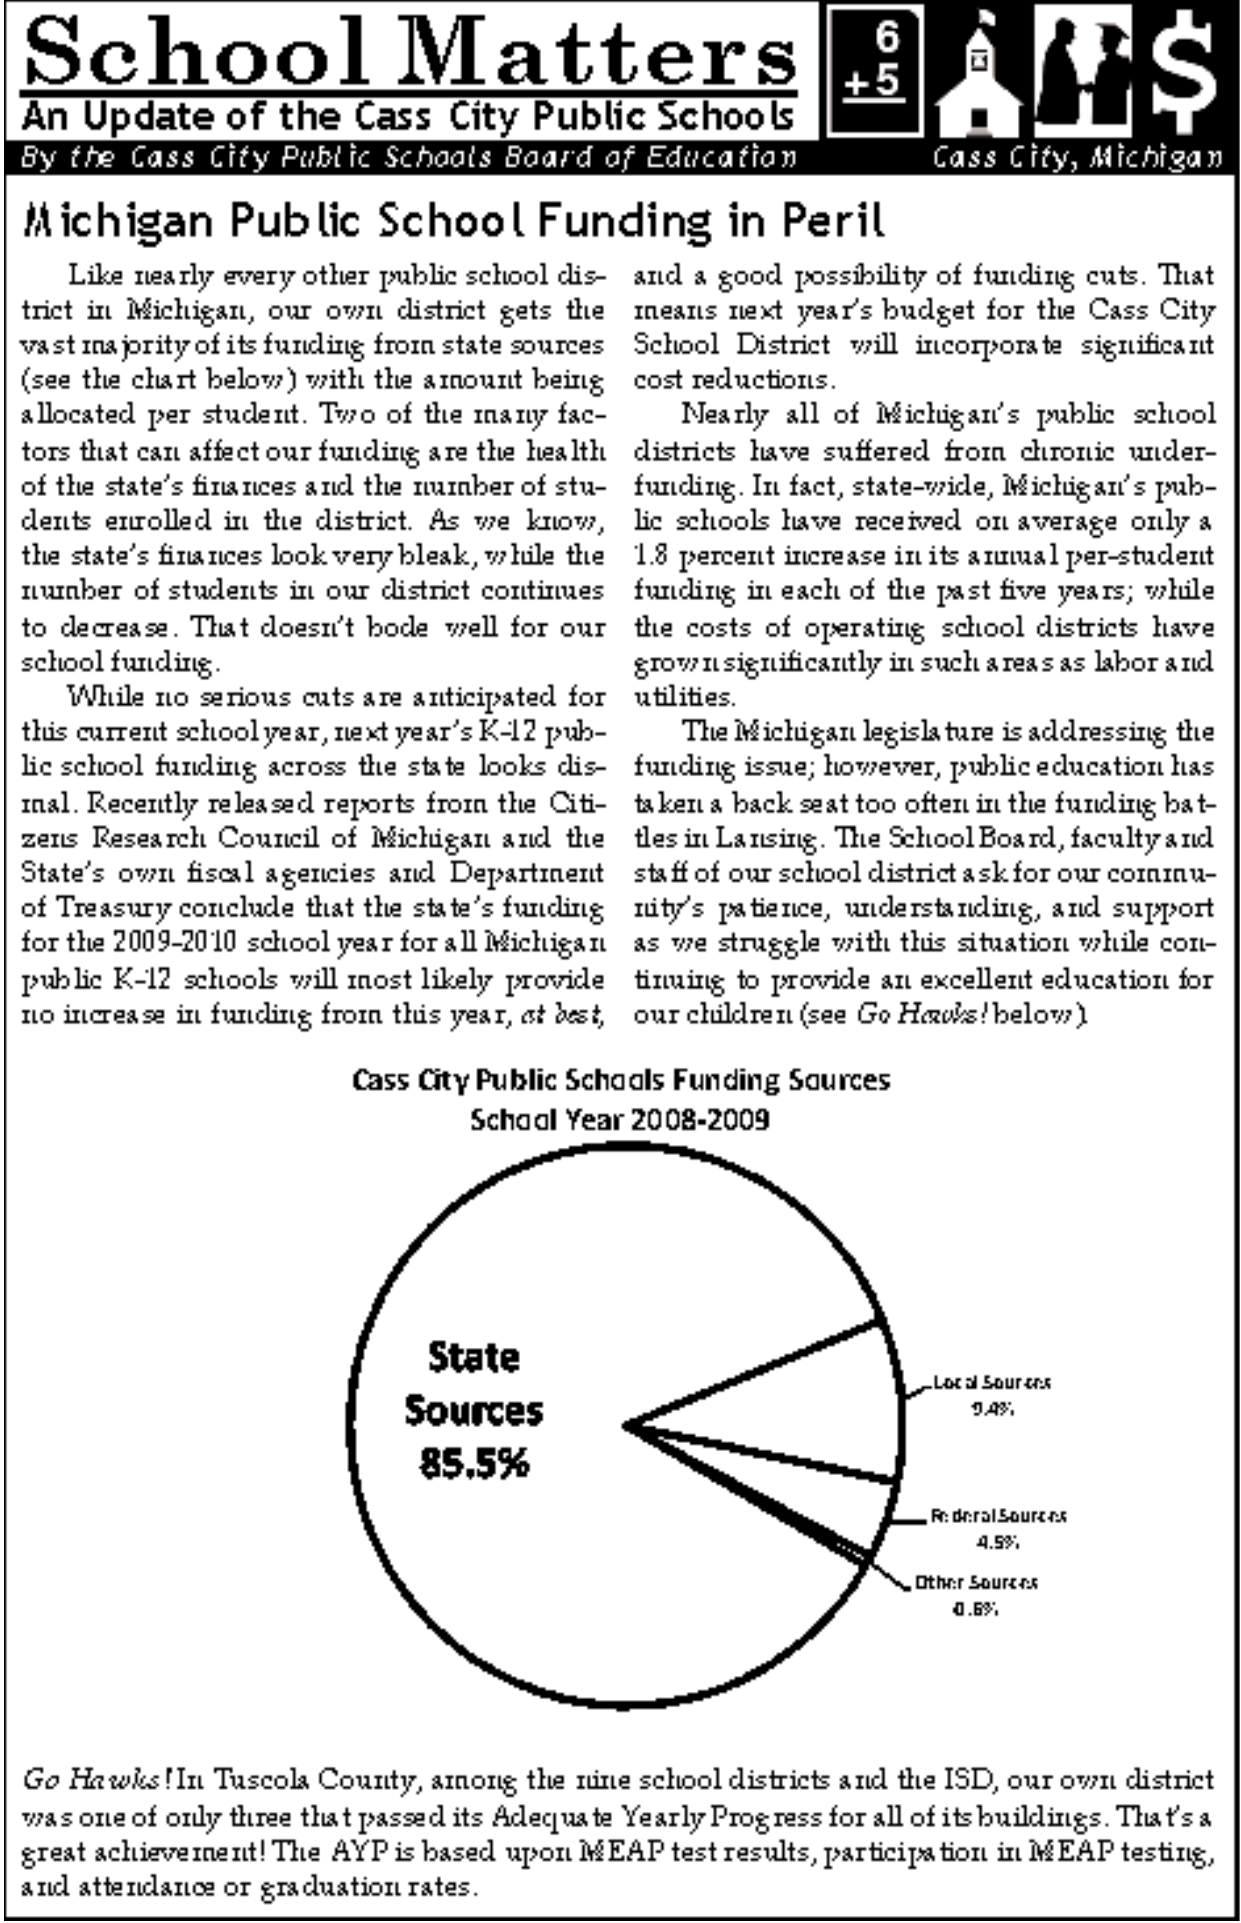 School Matters
An Update of the Cass City Public Schools
6
+5
$
By the Cass City Public Schools Board of Education
Cass City, Michigan
Michigan Public School Funding in Peril
Like nearly every other public school dis-
trict in Michigan, our own district gets the
vast majority of its funding from state sources
(see the chart below) with the amount being
allocated per student. Two of the many fac-
tors that can affect our funding are the health
of the state's finances and the number of stu-
dents enrolled in the district. As we know,
the state's finances look very bleak, while the
number of students in our district continues
to decrease. That doesn't bode well for our
school funding.
While no serious cuts are anticipated for
this current school year, next year's K-12 pub-
lic school funding across the state looks dis-
mal. Recently released reports from the Citi-
zens Research Council of Michigan and the
State's own fiscal agencies and Department
of Treasury conclude that the state's funding
for the 2009-2010 school year for all Michigan
public K-12 schools will most likely provide
no increase in funding from this year, at best,
and a good possibility of funding cuts. That
means next year's budget for the Cass City
School District will incorporate significant
cost reductions.
Nearly all of Michigan's public school
districts have suffered from chronic under-
funding. In fact, state-wide, Michigan's pub-
lic schools have received on average only a
1.8 percent increase in its annual per-student
funding in each of the past five years; while
the costs of operating school districts have
grown significantly in such areas as labor and
utilities.
The Michigan legislature is addressing the
funding issue; however, public education has
taken a back seat too often in the funding bat-
tles in Lansing. The School Board, faculty and
staff of our school district ask for our commu-
nity's patience, understanding, and support
as we struggle with this situation while con-
tinuing to provide an excellent education for
our children (see Go Hawks! below)
Cass City Public Schools Funding Sources
School Year 2008-2009
State
Sources
85.5%
Local Sources
9.4%
Federal Sources
4.5%
Other Sources
0.6%
Go Hawks! In Tuscola County, among the nine school districts and the ISD, our own district
was one of only three that passed its Adequate Yearly Progress for all of its buildings. That's a
great achievement! The AYP is based upon MEAP test results, participation in MEAP testing,
and attendance or graduation rates.